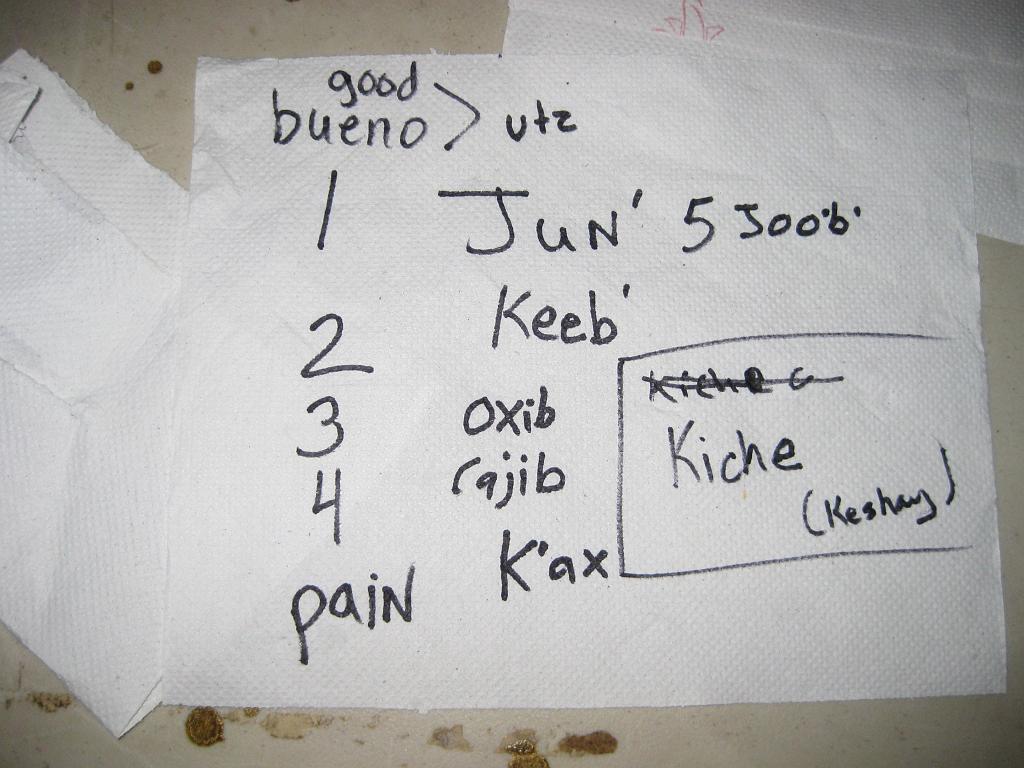 good
bueno > utz
1 Jun' 5 Joo'b'
2 Keeb'
3 oxib
4 cajib
Kiche
(Keshay)
pain K'ax